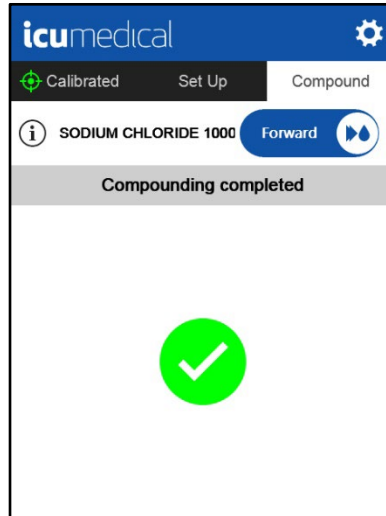 icumedical
Calibrated Set Up Compound
i SODIUM CHLORIDE 1000 Forward
Compounding completed